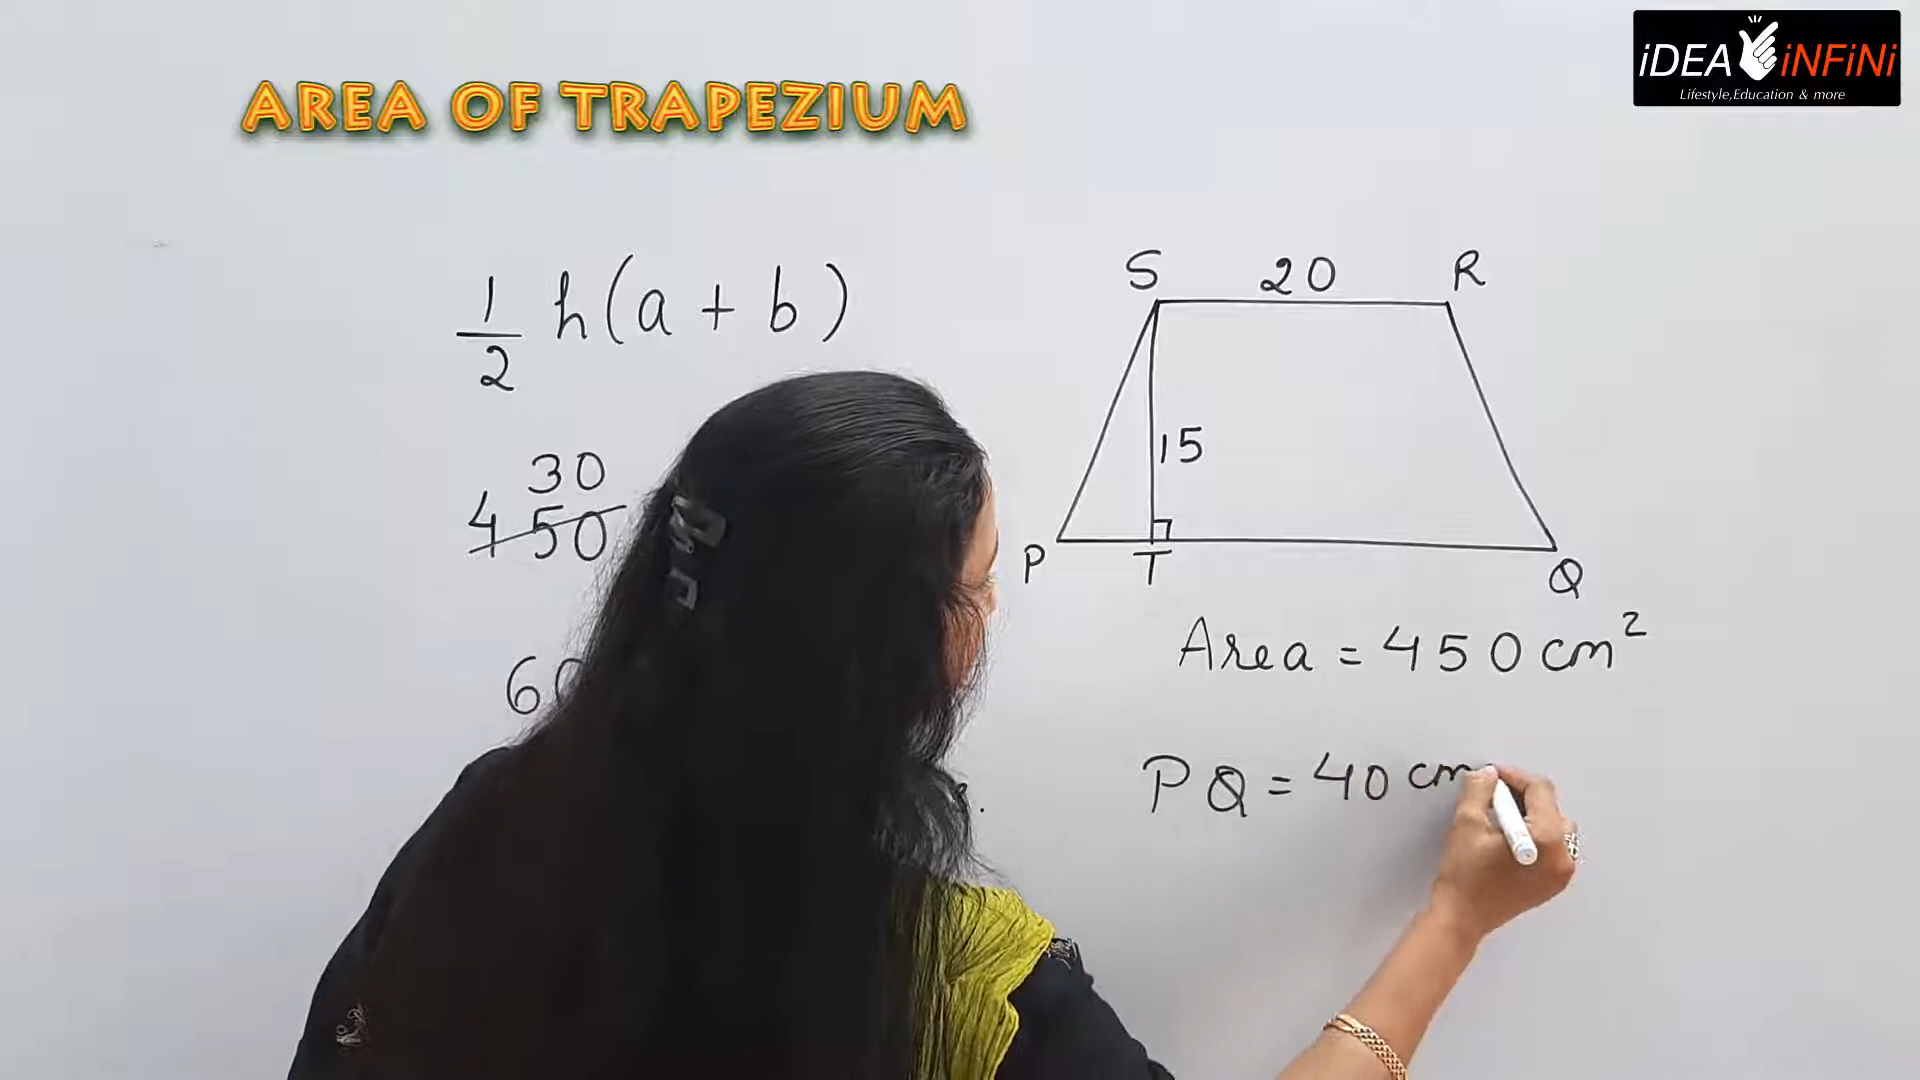 iDEA iNFiNi
Lifestyle,Education & more
AREA OF TRAPEZIUM
1/2 h(a + b)
S 20 R
15
P T Q
30
450
Area = 450 cm²
PQ = 40 cm